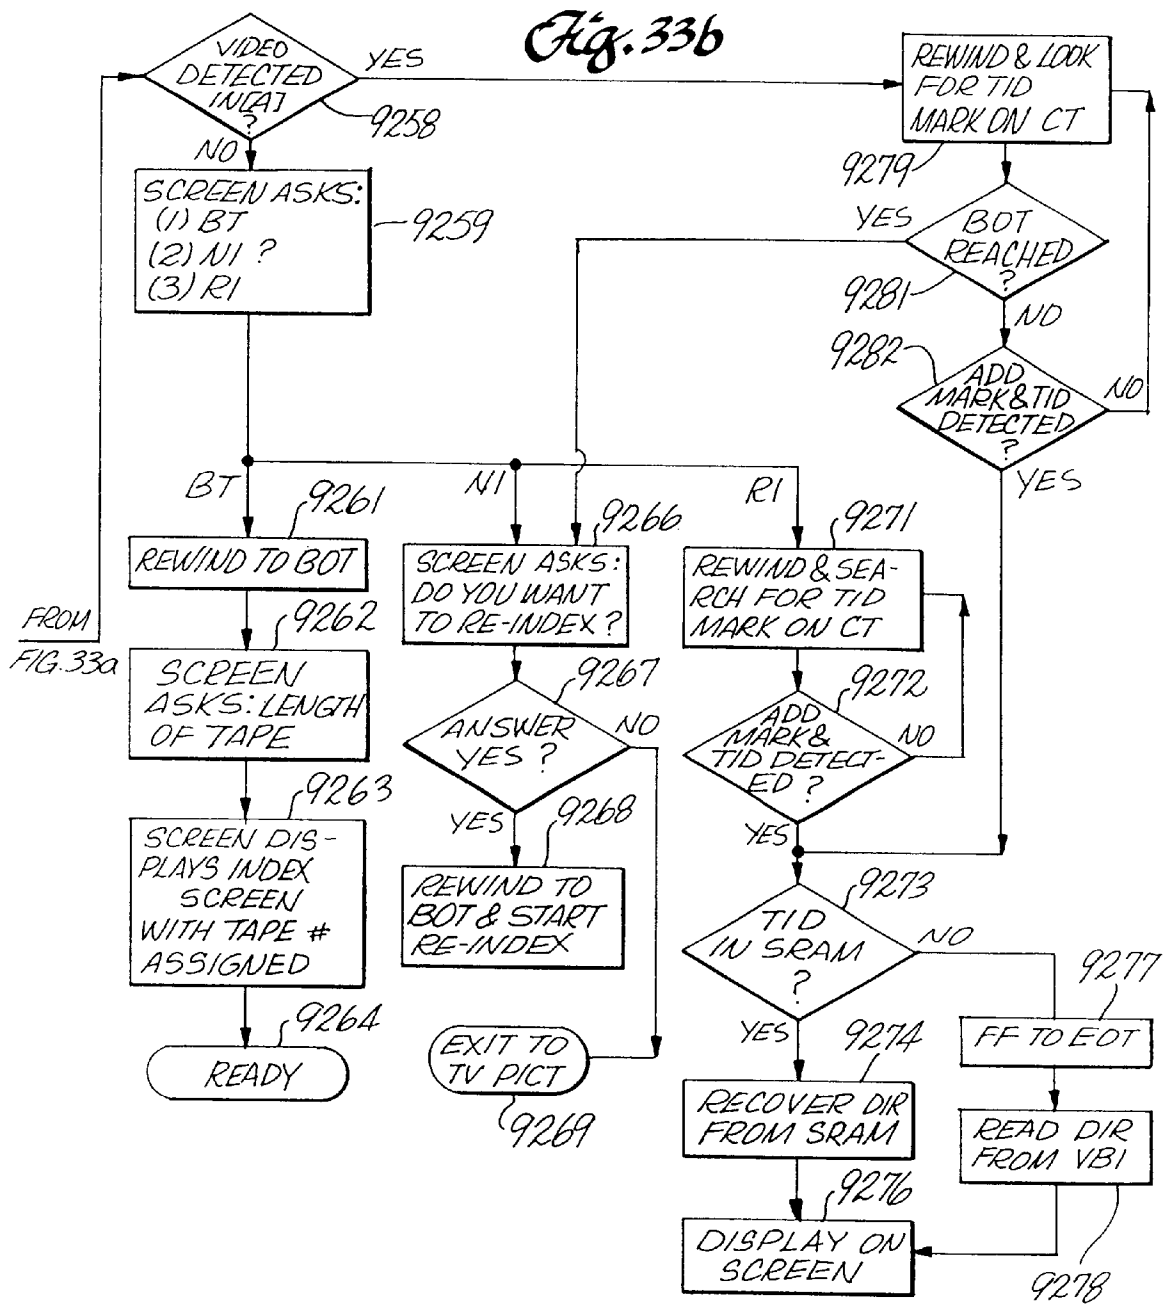 Fig. 33b
VIDEO
DETECTED
IN[A]
?
YES
9258
NO
REWIND & LOOK
FOR TID
MARK ON CT
9279
SCREEN ASKS:
(1) BT
(2) NI ?
(3) RI
9259
YES
BOT
REACHED
?
9281
NO
9282
ADD
MARK & TID
DETECTED
?
NO
YES
BT
NI
RI
9261
REWIND TO BOT
9266
SCREEN ASKS:
DO YOU WANT
TO RE-INDEX?
9271
REWIND & SEA-
RCH FOR TID
MARK ON CT
FROM
FIG. 33a
9262
SCREEN
ASKS: LENGTH
OF TAPE
9267
ANSWER
YES ?
NO
YES
9272
ADD
MARK &
TID DETECT-
ED ?
NO
YES
9263
SCREEN DIS-
PLAYS INDEX
SCREEN
WITH TAPE #
ASSIGNED
9268
REWIND TO
BOT & START
RE-INDEX
9273
TID
IN SRAM
?
NO
YES
9264
READY
EXIT TO
TV PICT
9269
9274
RECOVER DIR
FROM SRAM
9277
FF TO EOT
READ DIR
FROM VBI
9278
9276
DISPLAY ON
SCREEN